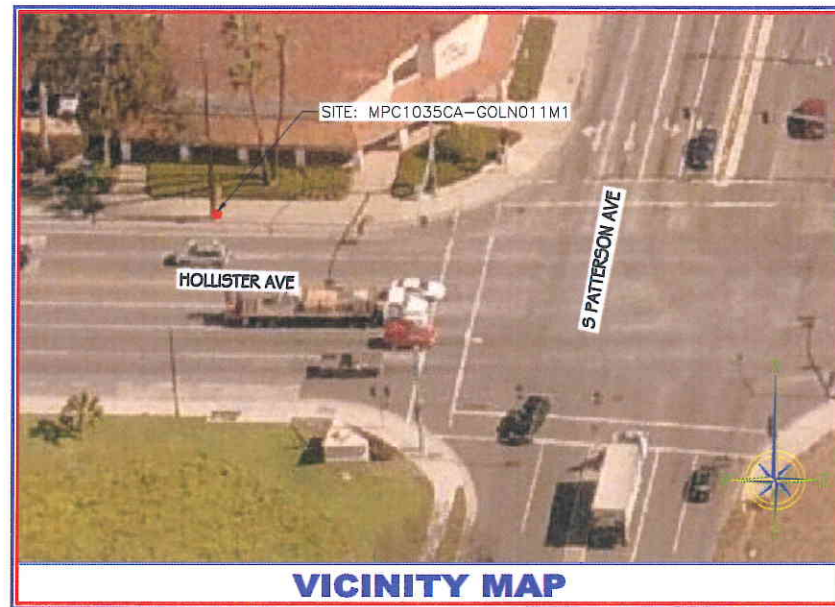 SITE: MPC1035CA-GOLN011M1
S PATTERSON AVE
HOLLISTER AVE
VICINITY MAP